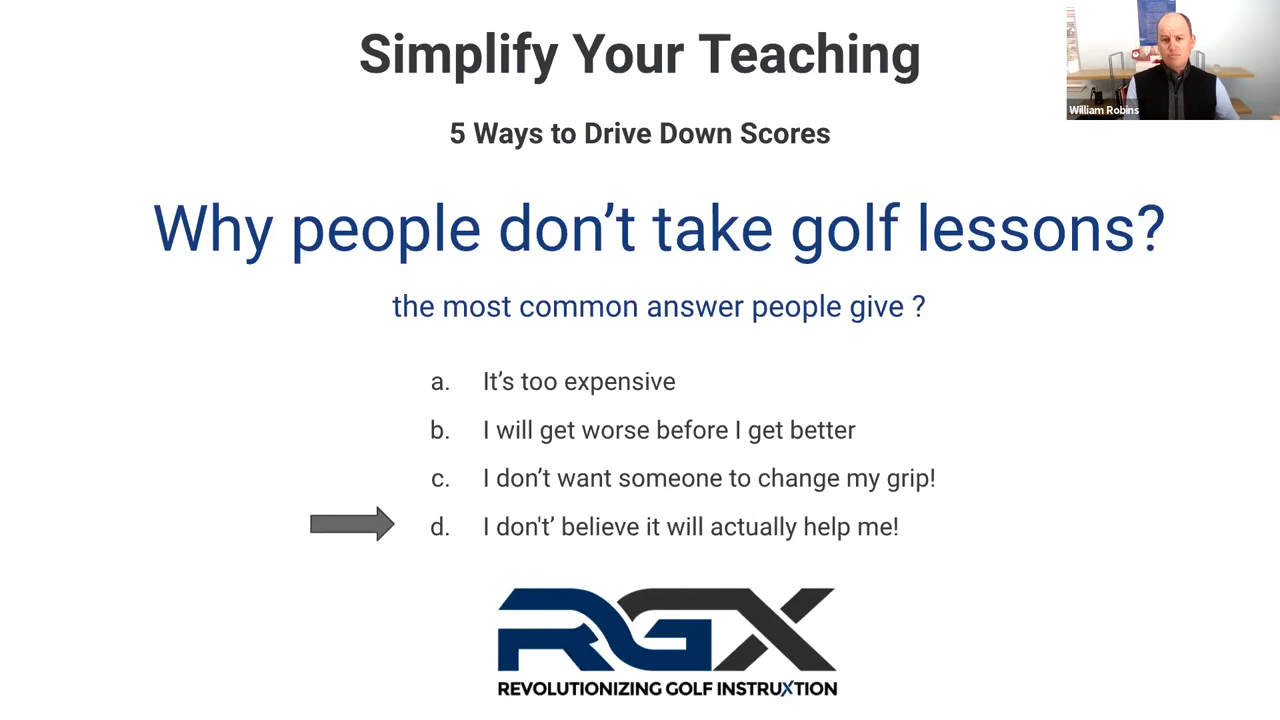 Simplify Your Teaching
William Robins
5 Ways to Drive Down Scores
Why people don’t take golf lessons?
the most common answer people give ?
a. It’s too expensive
b. I will get worse before I get better
c. I don’t want someone to change my grip!
d. I don't’ believe it will actually help me!
RGX
REVOLUTIONIZING GOLF INSTRUXTION